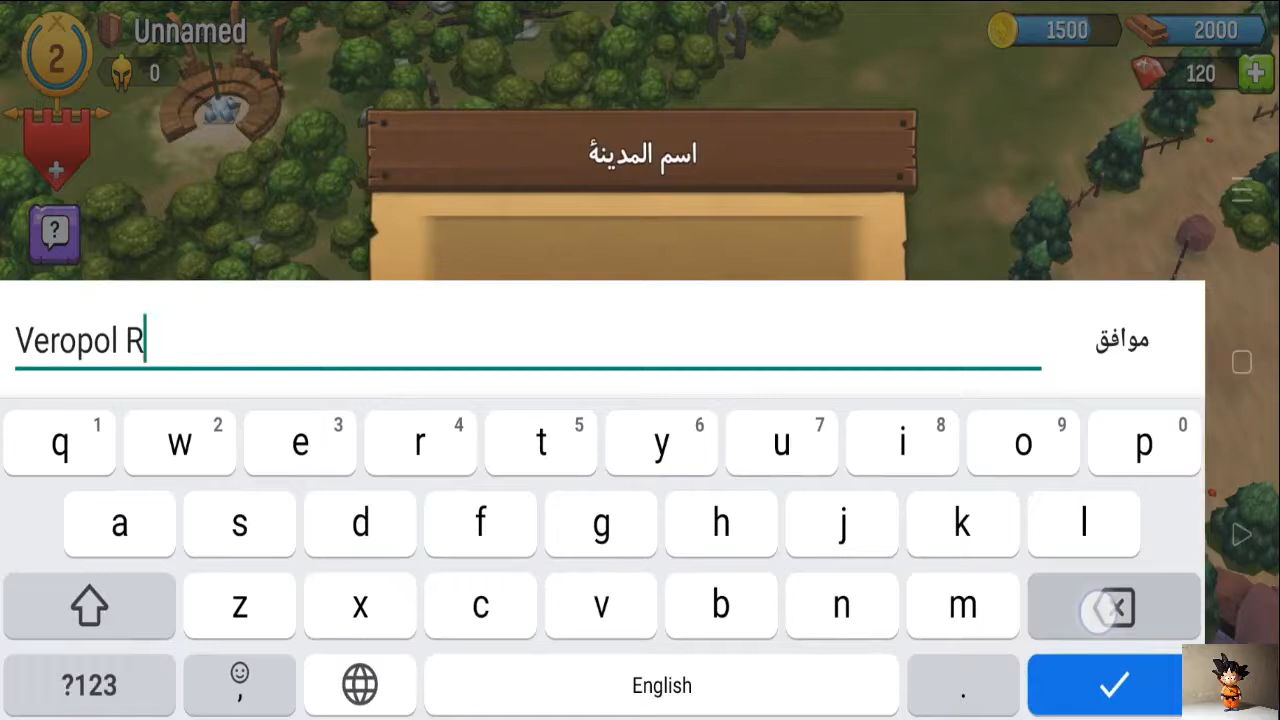 2
Unnamed
0
1500
2000
120
?
اسم المدينة
Veropol R
موافق
q 1 w 2 e 3 r 4 t 5 y 6 u 7 i 8 o 9 p 0
a s d f g h j k l
z x c v b n m
?123 , English .